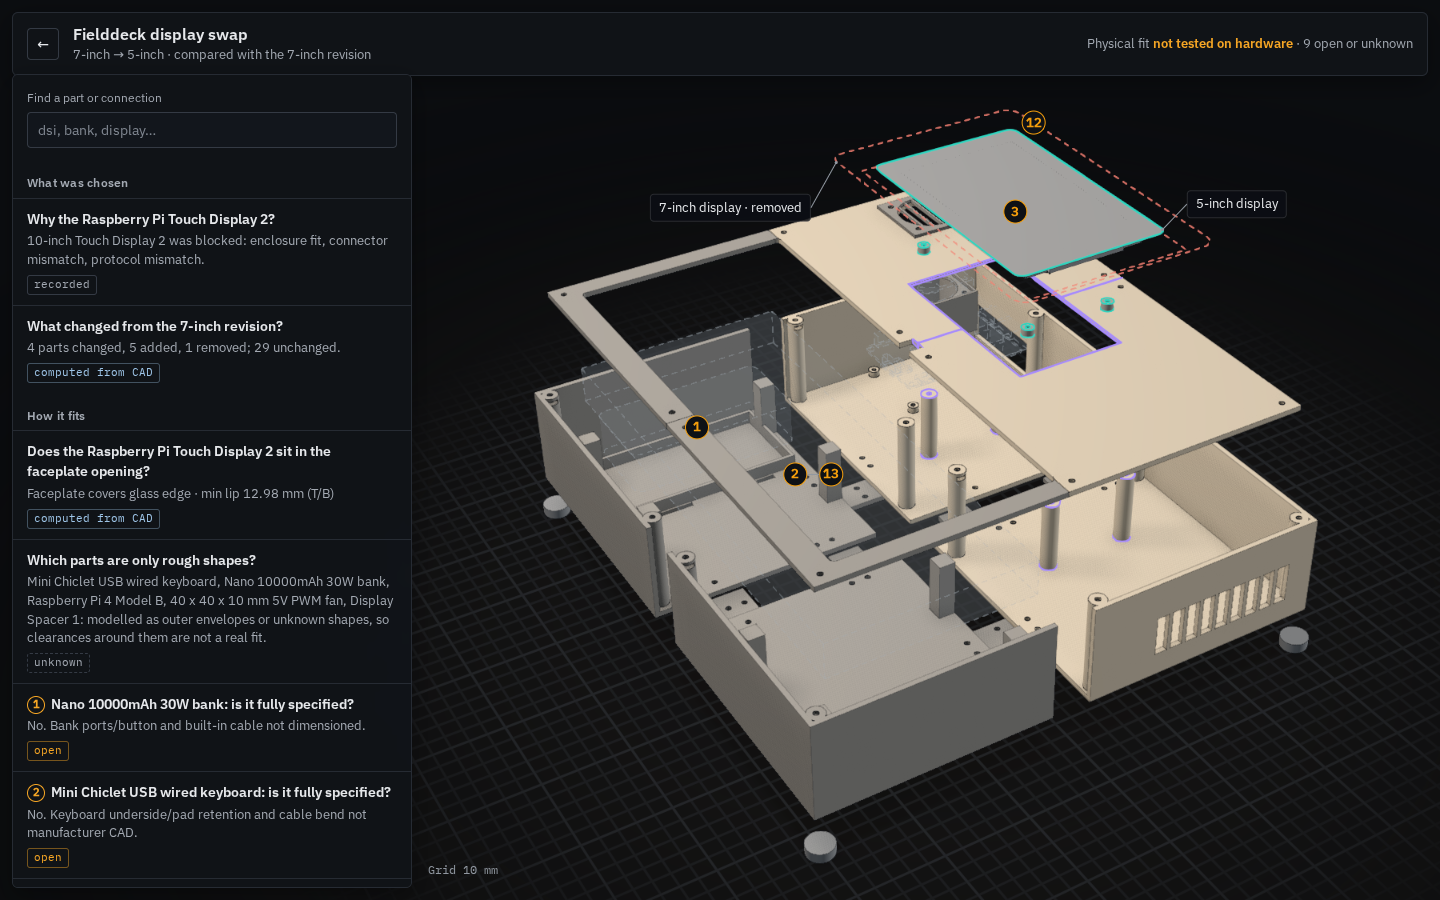 ←
Fielddeck display swap
7-inch → 5-inch · compared with the 7-inch revision
Physical fit not tested on hardware · 9 open or unknown
Find a part or connection
dsi, bank, display...
What was chosen
Why the Raspberry Pi Touch Display 2?
10-inch Touch Display 2 was blocked: enclosure fit, connector
mismatch, protocol mismatch.
recorded
What changed from the 7-inch revision?
4 parts changed, 5 added, 1 removed; 29 unchanged.
computed from CAD
How it fits
Does the Raspberry Pi Touch Display 2 sit in the
faceplate opening?
Faceplate covers glass edge · min lip 12.98 mm (T/B)
computed from CAD
Which parts are only rough shapes?
Mini Chiclet USB wired keyboard, Nano 10000mAh 30W bank,
Raspberry Pi 4 Model B, 40 x 40 x 10 mm 5V PWM fan, Display
Spacer 1: modelled as outer envelopes or unknown shapes, so
clearances around them are not a real fit.
unknown
1 Nano 10000mAh 30W bank: is it fully specified?
No. Bank ports/button and built-in cable not dimensioned.
open
2 Mini Chiclet USB wired keyboard: is it fully specified?
No. Keyboard underside/pad retention and cable bend not
manufacturer CAD.
open
12
7-inch display · removed
3
5-inch display
1
2
13
Grid 10 mm